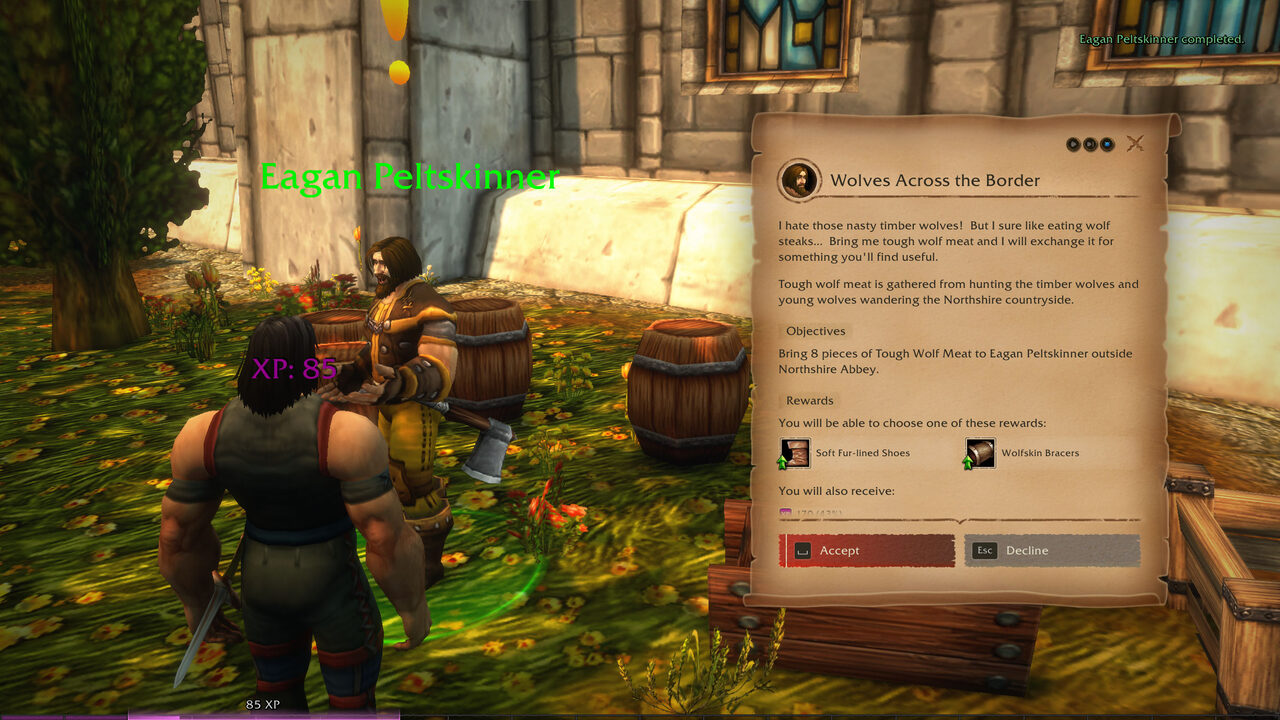 Eagan Peltskinner completed.
Eagan Peltskinner
Wolves Across the Border
I hate those nasty timber wolves! But I sure like eating wolf
steaks... Bring me tough wolf meat and I will exchange it for
something you'll find useful.
Tough wolf meat is gathered from hunting the timber wolves and
young wolves wandering the Northshire countryside.
Objectives
Bring 8 pieces of Tough Wolf Meat to Eagan Peltskinner outside
Northshire Abbey.
Rewards
You will be able to choose one of these rewards:
Soft Fur-lined Shoes
Wolfskin Bracers
You will also receive:
170 (43%)
Accept
Esc Decline
XP: 85
85 XP